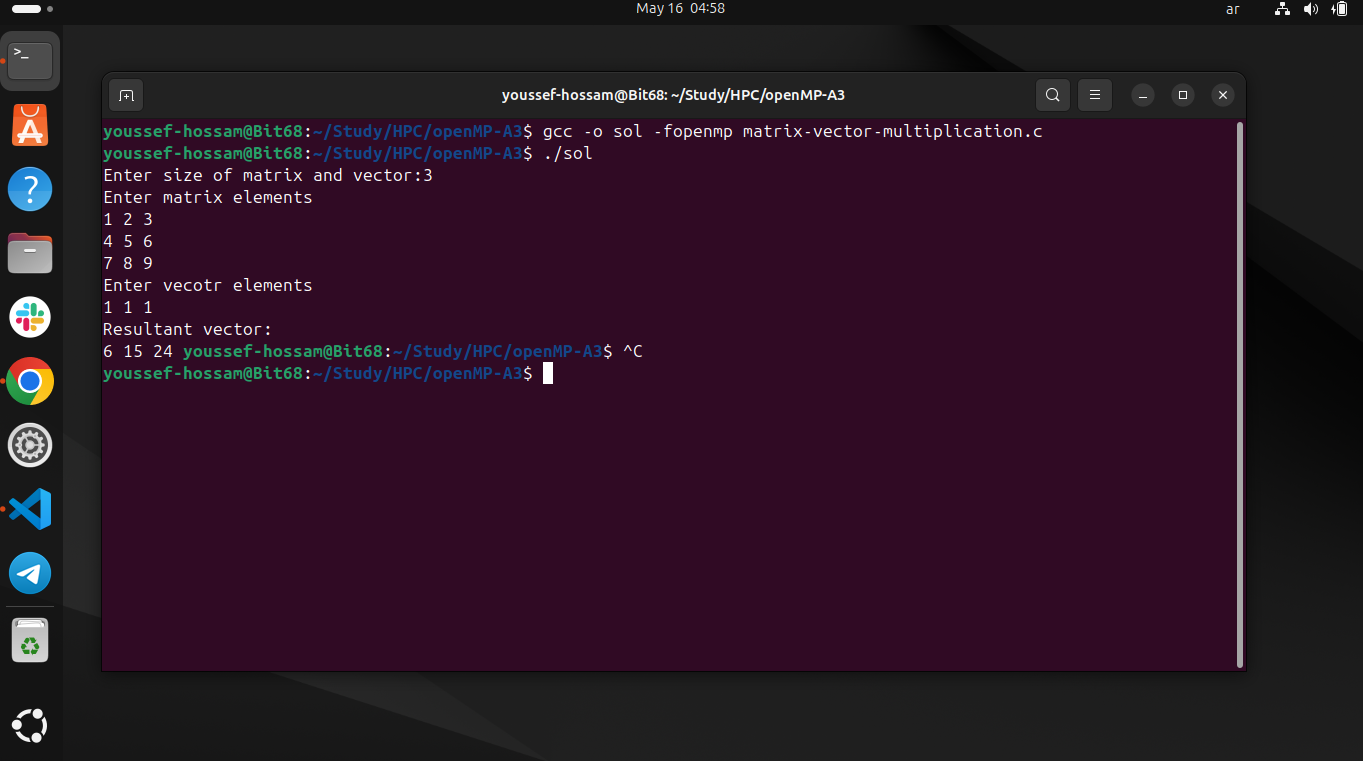 May 16 04:58
ar
youssef-hossam@Bit68: ~/Study/HPC/openMP-A3
youssef-hossam@Bit68:~/Study/HPC/openMP-A3$ gcc -o sol -fopenmp matrix-vector-multiplication.c
youssef-hossam@Bit68:~/Study/HPC/openMP-A3$ ./sol
Enter size of matrix and vector:3
Enter matrix elements
1 2 3
4 5 6
7 8 9
Enter vecotr elements
1 1 1
Resultant vector:
6 15 24 youssef-hossam@Bit68:~/Study/HPC/openMP-A3$ ^C
youssef-hossam@Bit68:~/Study/HPC/openMP-A3$